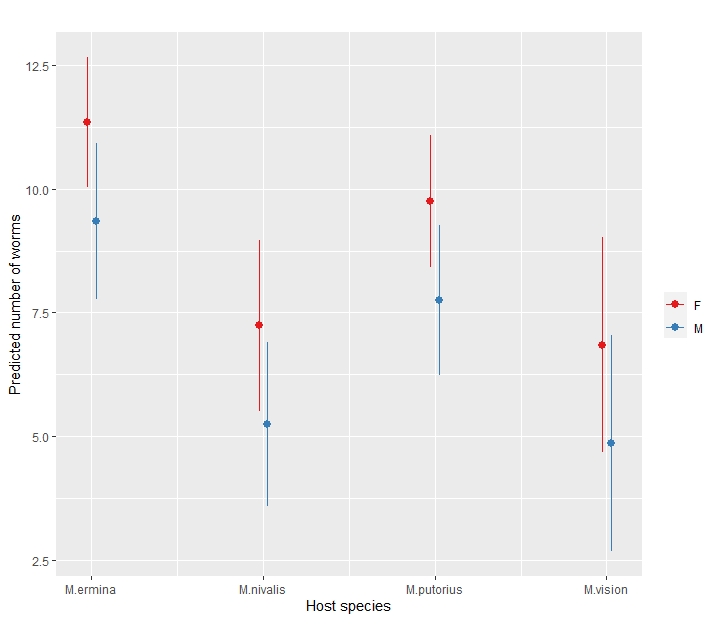 Predicted number of worms
12.5
10.0
7.5
5.0
2.5
M.ermina
M.nivalis
M.putorius
M.vision
Host species
F
M